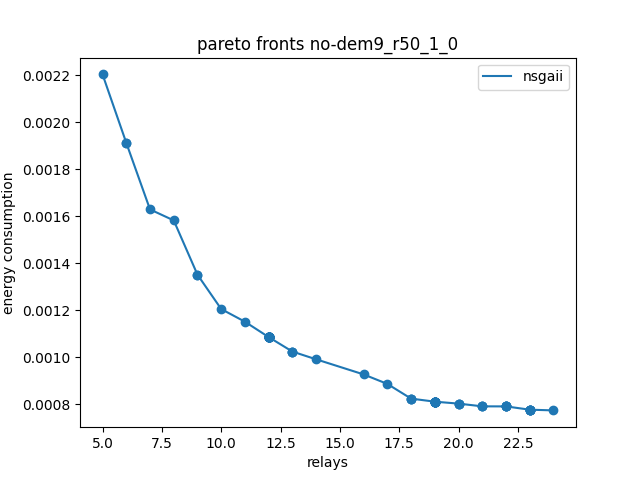 pareto fronts no-dem9_r50_1_0
nsgaii
0.0022
0.0020
0.0018
0.0016
0.0014
0.0012
0.0010
0.0008
energy consumption
5.0 7.5 10.0 12.5 15.0 17.5 20.0 22.5
relays